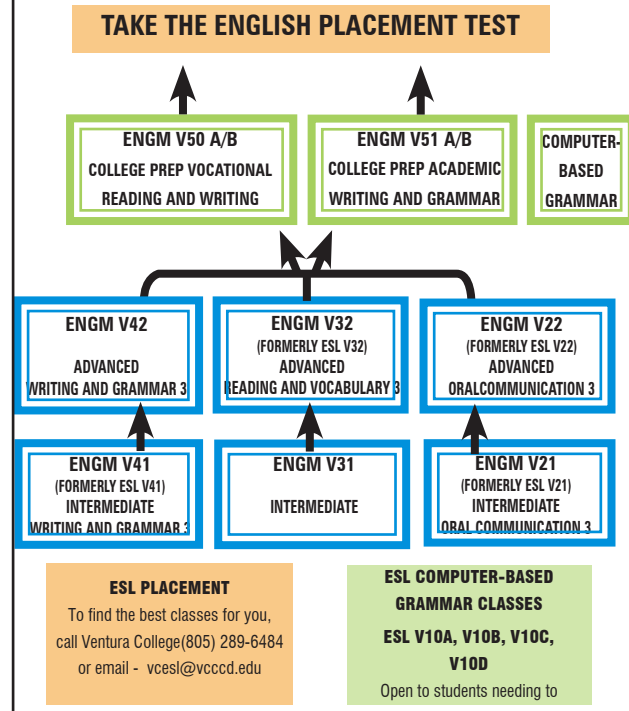 TAKE THE ENGLISH PLACEMENT TEST
ENGM V50 A/B
COLLEGE PREP VOCATIONAL
READING AND WRITING
ENGM V51 A/B
COLLEGE PREP ACADEMIC
WRITING AND GRAMMAR
COMPUTER-
BASED
GRAMMAR
ENGM V42
ADVANCED
WRITING AND GRAMMAR 3
ENGM V32
(FORMERLY ESL V32)
ADVANCED
READING AND VOCABULARY 3
ENGM V22
(FORMERLY ESL V22)
ADVANCED
ORALCOMMUNICATION 3
ENGM V41
(FORMERLY ESL V41)
INTERMEDIATE
WRITING AND GRAMMAR 3
ENGM V31
INTERMEDIATE
ENGM V21
(FORMERLY ESL V21)
INTERMEDIATE
ORAL COMMUNICATION 3
ESL PLACEMENT
To find the best classes for you,
call Ventura College(805) 289-6484
or email - vcesl@vcccd.edu
ESL COMPUTER-BASED
GRAMMAR CLASSES
ESL V10A, V10B, V10C,
V10D
Open to students needing to